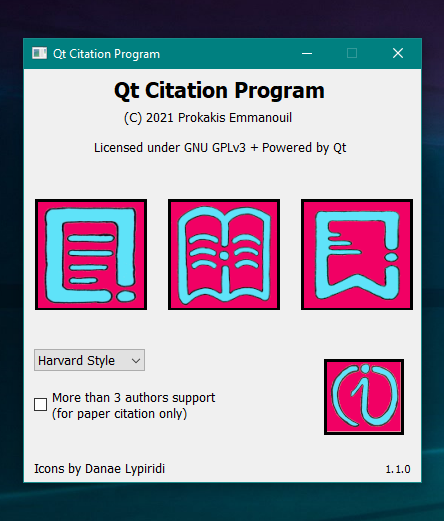 Qt Citation Program
Qt Citation Program
(C) 2021 Prokakis Emmanouil
Licensed under GNU GPLv3 + Powered by Qt
Harvard Style
More than 3 authors support
(for paper citation only)
Icons by Danae Lypiridi
1.1.0